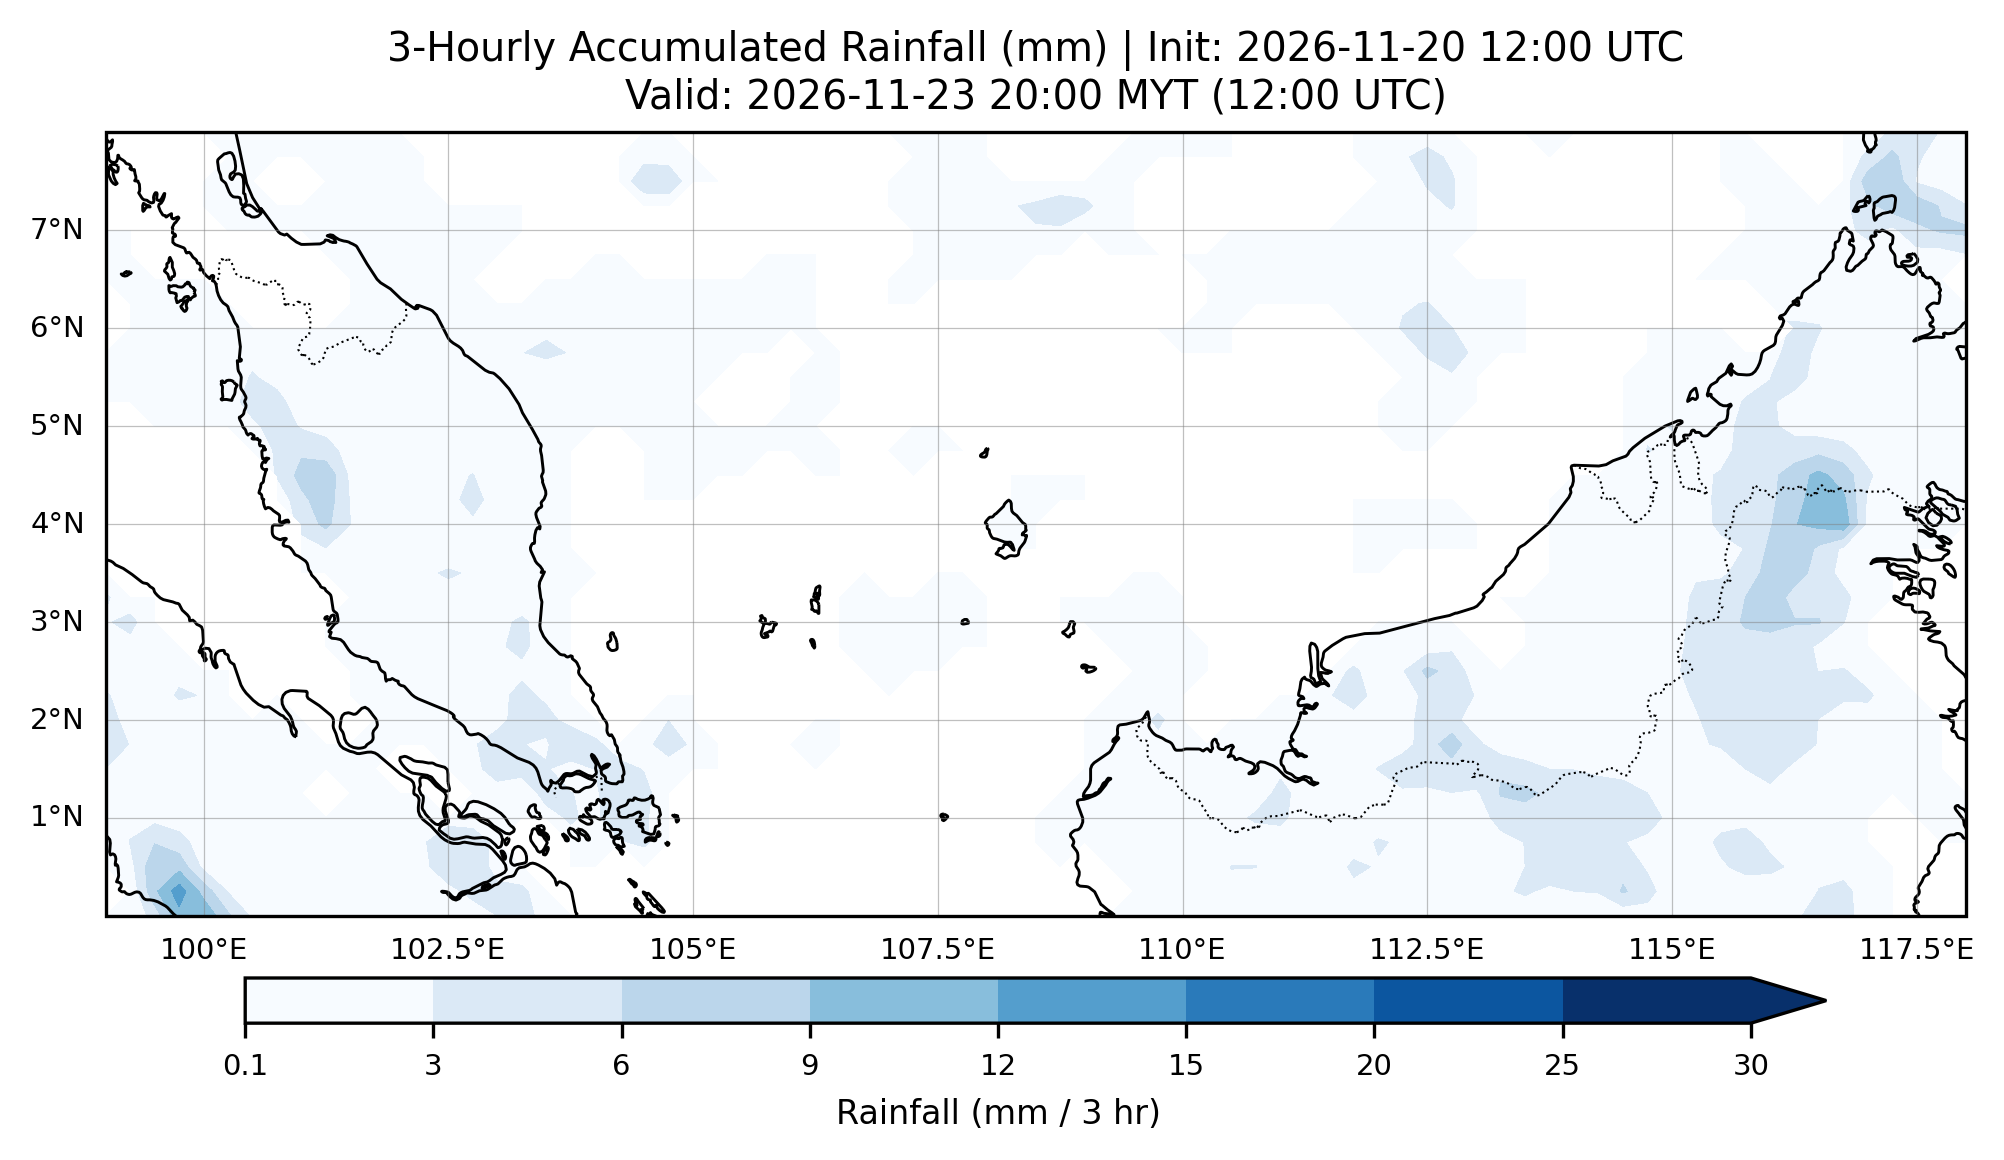 3-Hourly Accumulated Rainfall (mm) | Init: 2026-11-20 12:00 UTC
Valid: 2026-11-23 20:00 MYT (12:00 UTC)
7°N
6°N
5°N
4°N
3°N
2°N
1°N
100°E 102.5°E 105°E 107.5°E 110°E 112.5°E 115°E 117.5°E
0.1 3 6 9 12 15 20 25 30
Rainfall (mm / 3 hr)